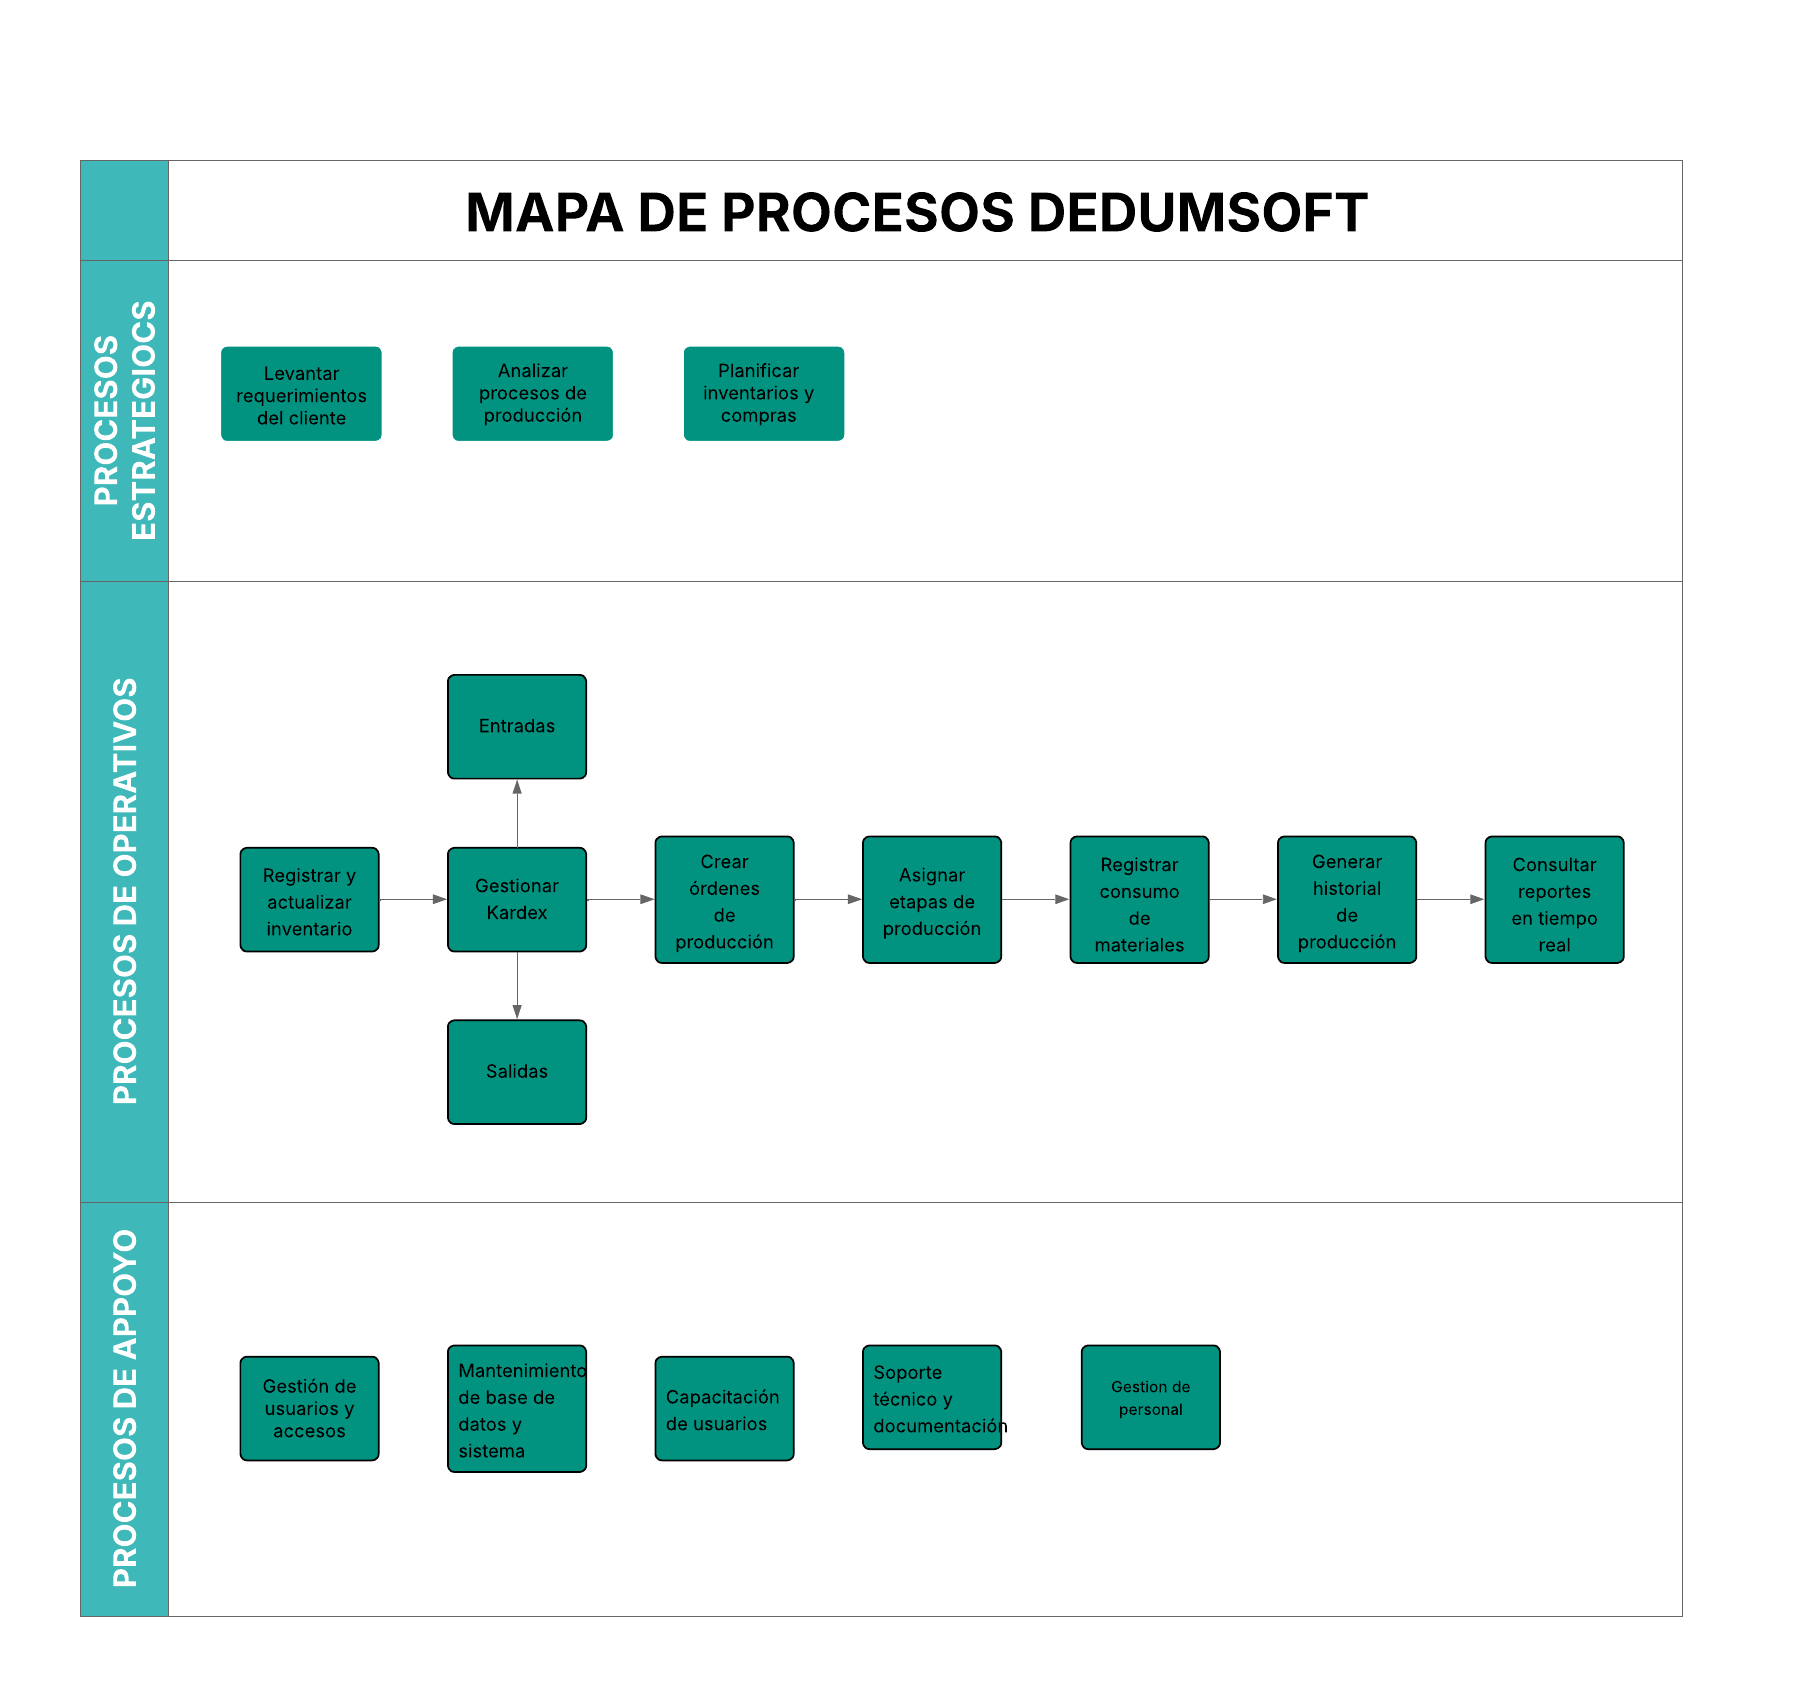 MAPA DE PROCESOS DEDUMSOFT
PROCESOS
ESTRATEGIOCS
Levantar
requerimientos
del cliente
Analizar
procesos de
producción
Planificar
inventarios y
compras
PROCESOS DE OPERATIVOS
Entradas
Registrar y
actualizar
inventario
Gestionar
Kardex
Crear
órdenes
de
producción
Asignar
etapas de
producción
Registrar
consumo
de
materiales
Generar
historial
de
producción
Consultar
reportes
en tiempo
real
Salidas
PROCESOS DE APPOYO
Gestión de
usuarios y
accesos
Mantenimiento
de base de
datos y
sistema
Capacitación
de usuarios
Soporte
técnico y
documentación
Gestion de
personal